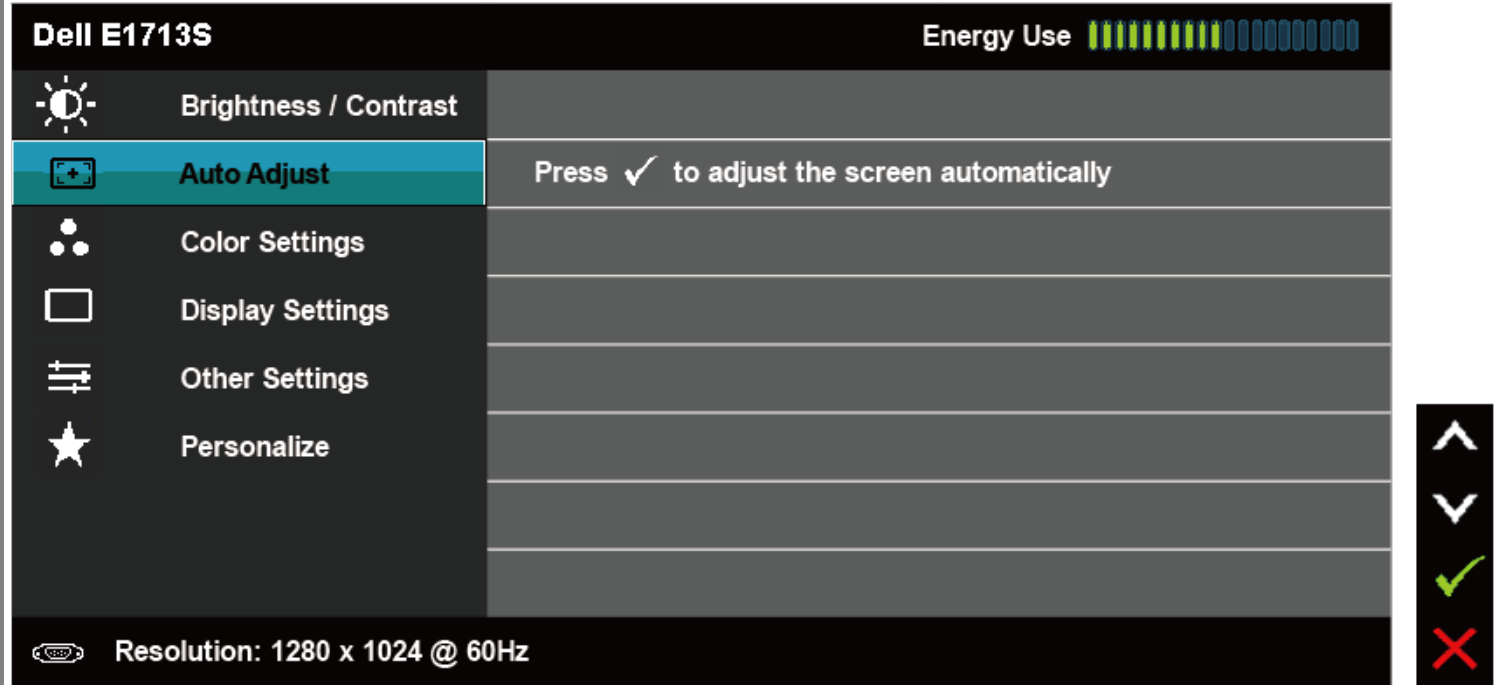 Dell E1713S
Energy Use
Brightness / Contrast
Auto Adjust
Press ✓ to adjust the screen automatically
Color Settings
Display Settings
Other Settings
Personalize
Resolution: 1280 x 1024 @ 60Hz